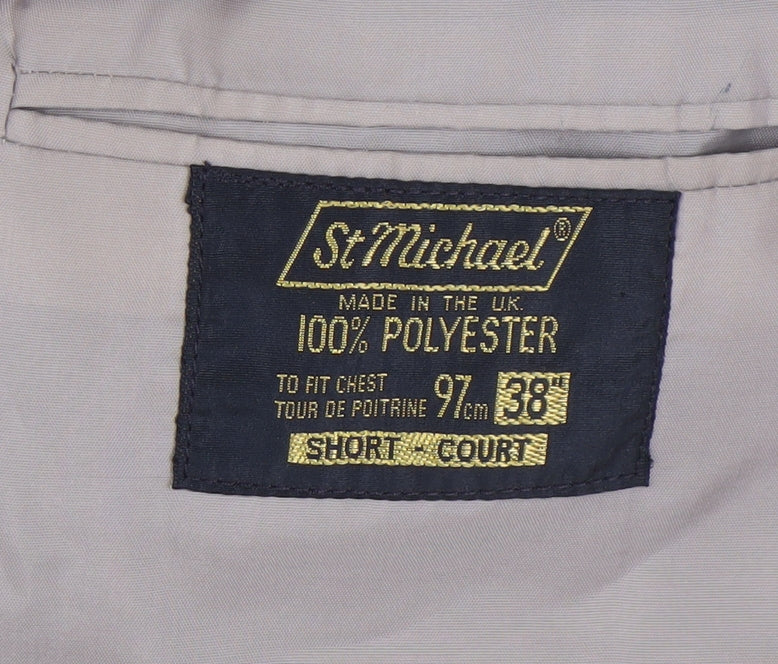 St Michael®
MADE IN THE U.K.
100% POLYESTER
TO FIT CHEST
TOUR DE POITRINE 97cm 38"
SHORT - COURT